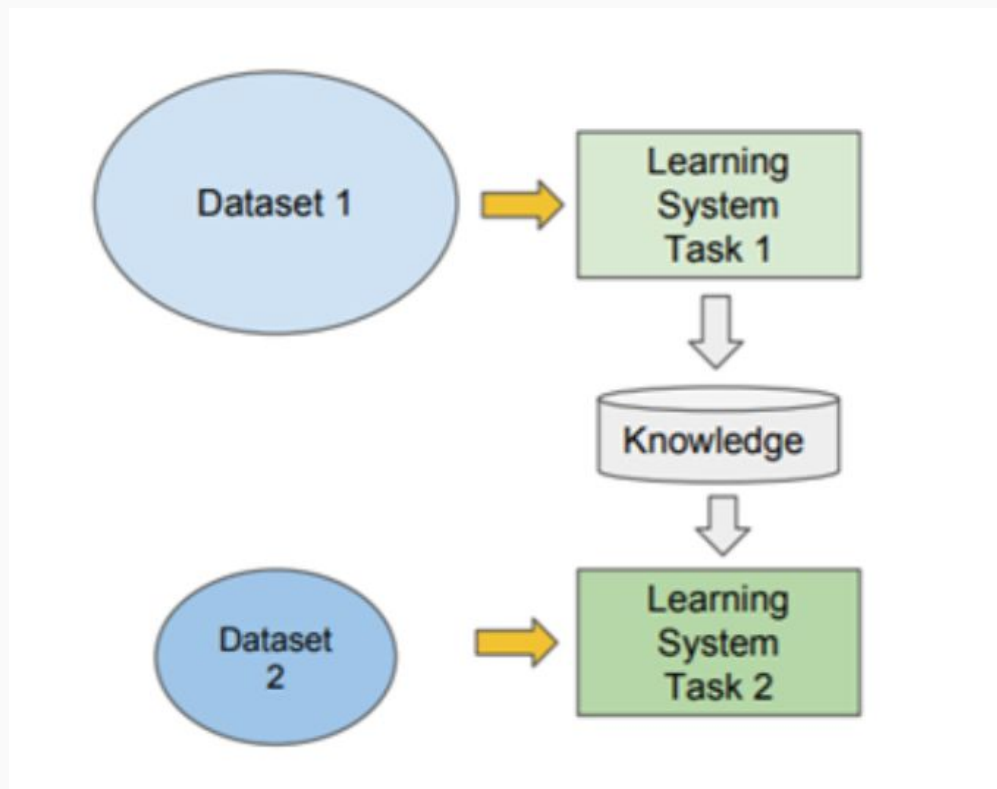 Dataset 1
Learning
System
Task 1
Knowledge
Dataset
2
Learning
System
Task 2